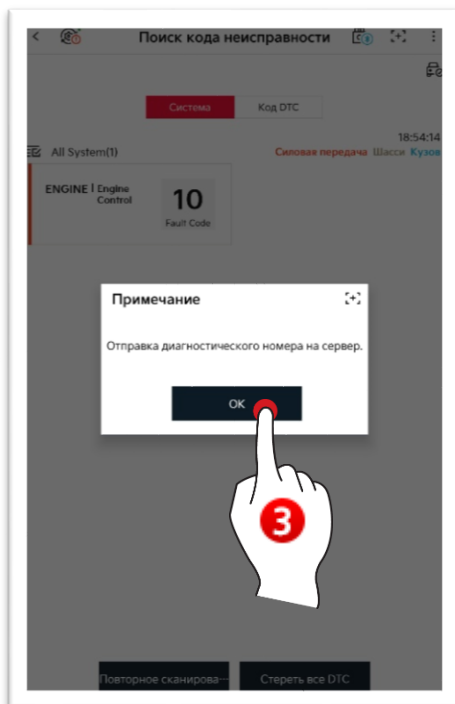 Поиск кода неисправности
Система
Код DTC
18:54:14
All System(1)
Силовая передача Шасси Кузов
ENGINE | Engine
Control
10
Fault Code
Примечание
Отправка диагностического номера на сервер.
OK
3
Повторное сканирова…
Стереть все DTC